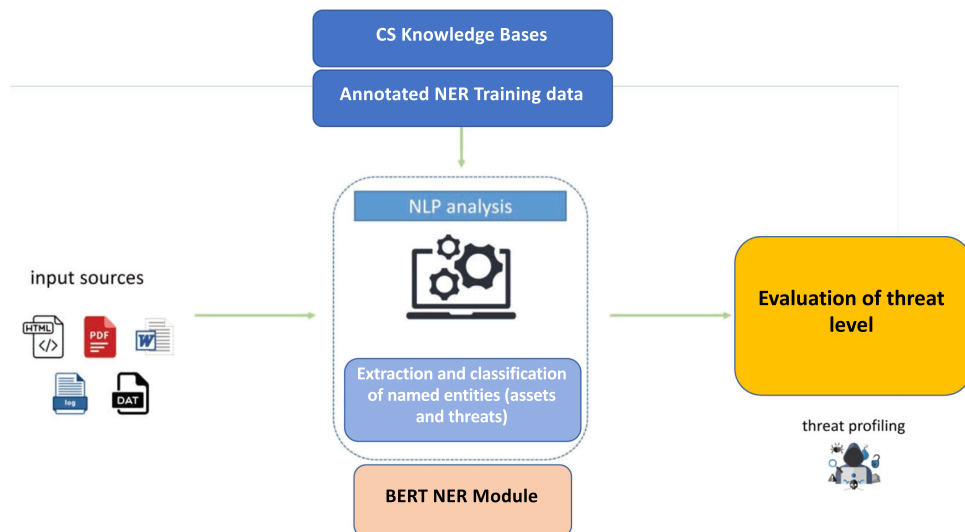 CS Knowledge Bases
Annotated NER Training data
NLP analysis
input sources
HTML
</>
PDF
W
log
DAT
Extraction and classification
of named entities (assets
and threats)
BERT NER Module
Evaluation of threat
level
threat profiling